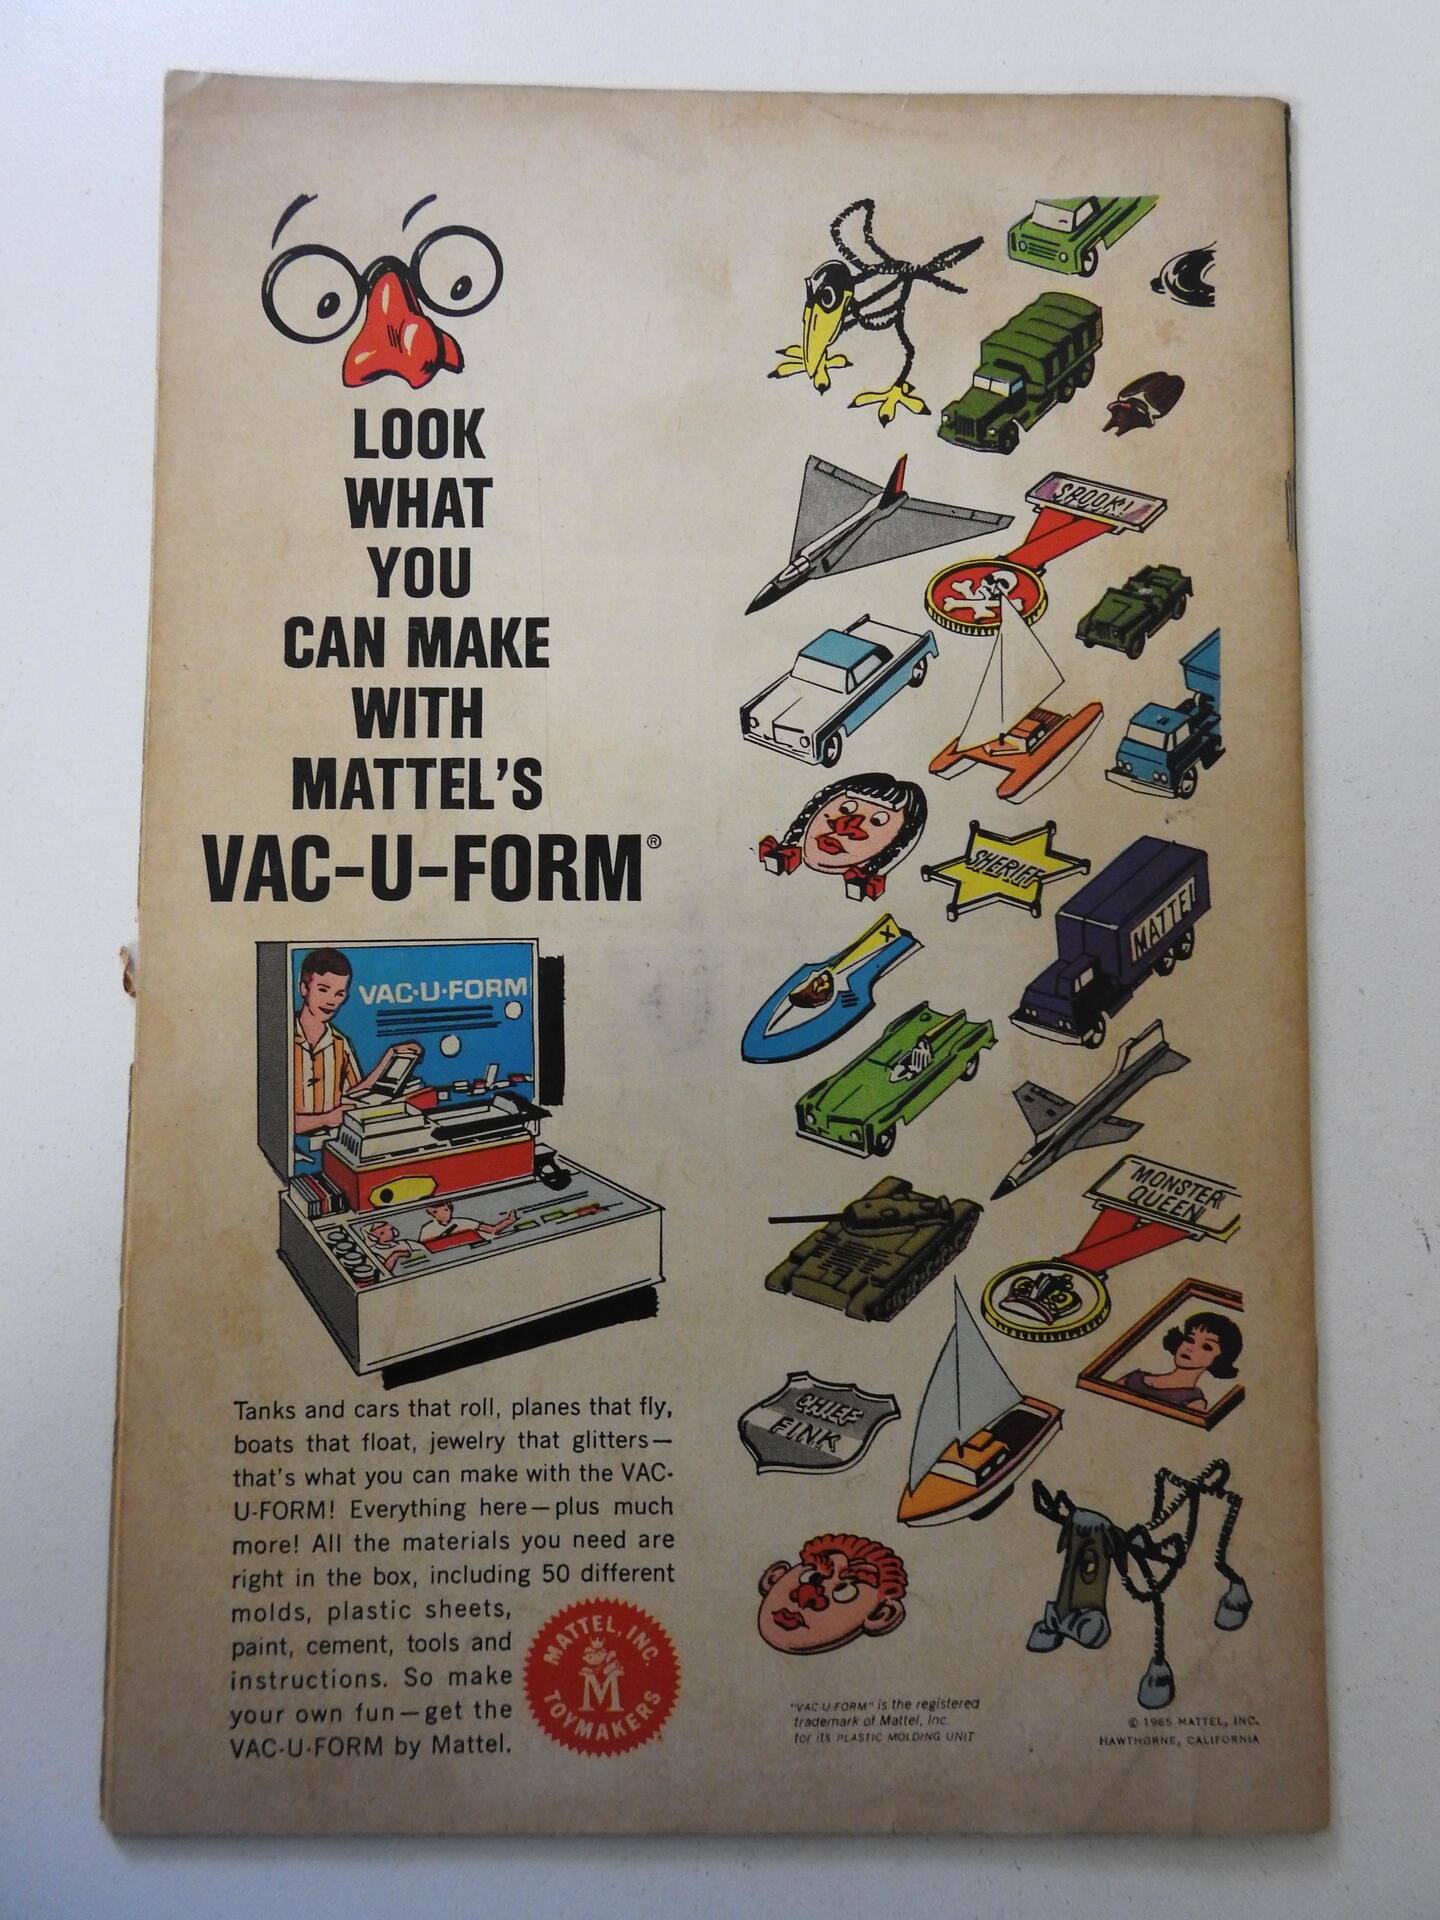 LOOK
WHAT
YOU
CAN MAKE
WITH
MATTEL'S
VAC-U-FORM®
VAC·U·FORM
Tanks and cars that roll, planes that fly,
boats that float, jewelry that glitters—
that's what you can make with the VAC-
U-FORM! Everything here—plus much
more! All the materials you need are
right in the box, including 50 different
molds, plastic sheets,
paint, cement, tools and
instructions. So make
your own fun—get the
VAC-U-FORM by Mattel.
MATTEL, INC.
M
TOYMAKERS
SPOOK!
SHERIFF
MATTEL
X
MONSTER
QUEEN
CHIEF
FINK
"VAC-U-FORM" is the registered
trademark of Mattel, Inc.
for its PLASTIC MOLDING UNIT
© 1965 MATTEL, INC.
HAWTHORNE, CALIFORNIA